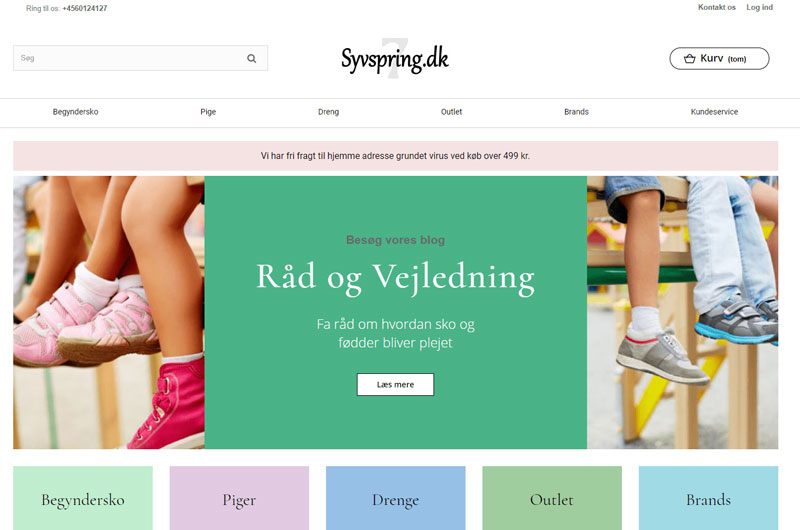 Ring til os: +4560124127
Kontakt os
Log ind
Søg
7
Syvspring.dk
Kurv (tom)
Begyndersko
Pige
Dreng
Outlet
Brands
Kundeservice
Vi har fri fragt til hjemme adresse grundet virus ved køb over 499 kr.
Besøg vores blog
Råd og Vejledning
Fa råd om hvordan sko og
fødder bliver plejet
Læs mere
Begyndersko
Piger
Drenge
Outlet
Brands